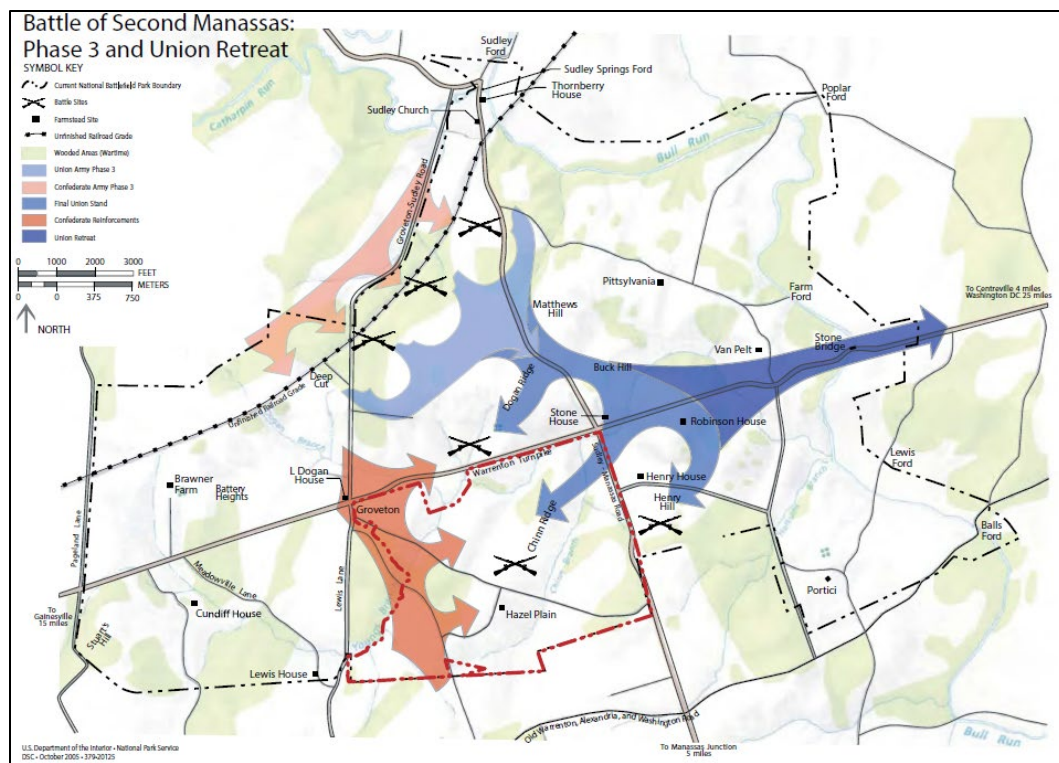 Battle of Second Manassas:
Phase 3 and Union Retreat
SYMBOL KEY
Current National Battlefield Park Boundary
Battle Sites
Farmstead Site
Unfinished Railroad Grade
Wooded Areas (Wartime)
Union Army Phase 3
Confederate Army Phase 3
Final Union Stand
Confederate Reinforcements
Union Retreat
0 1000 2000 3000
FEET
METERS
0 0 375 750
NORTH
Sudley
Ford
Sudley Springs Ford
Thornberry
House
Sudley Church
Catharpin Run
Poplar
Ford
Bull Run
Groveton-Sudley Road
Pittsylvania
Matthews
Hill
Farm
Ford
To Centreville 4 miles
Washington DC 25 miles
Stone
Bridge
Van Pelt
Buck Hill
Deep
Cut
Dogan Ridge
Unfinished Railroad Grade
Dogan Branch
Stone
House
Robinson House
Warrenton Turnpike
Sudley - Manassas Road
L Dogan
House
Brawner
Farm
Battery
Heights
Groveton
Henry House
Henry
Hill
Lewis
Ford
Chinn Ridge
Chinn Branch
Balls
Ford
Pageland Lane
Meadowville Lane
Lewis Lane
Hazel Plain
Portici
Cundiff House
To
Gainesville
15 miles
Stuart's
Hill
Lewis House
Old Warrenton, Alexandria, and Washington Road
Bull Run
To Manassas Junction
5 miles
U.S. Department of the Interior • National Park Service
DSC • October 2005 • 379•20125